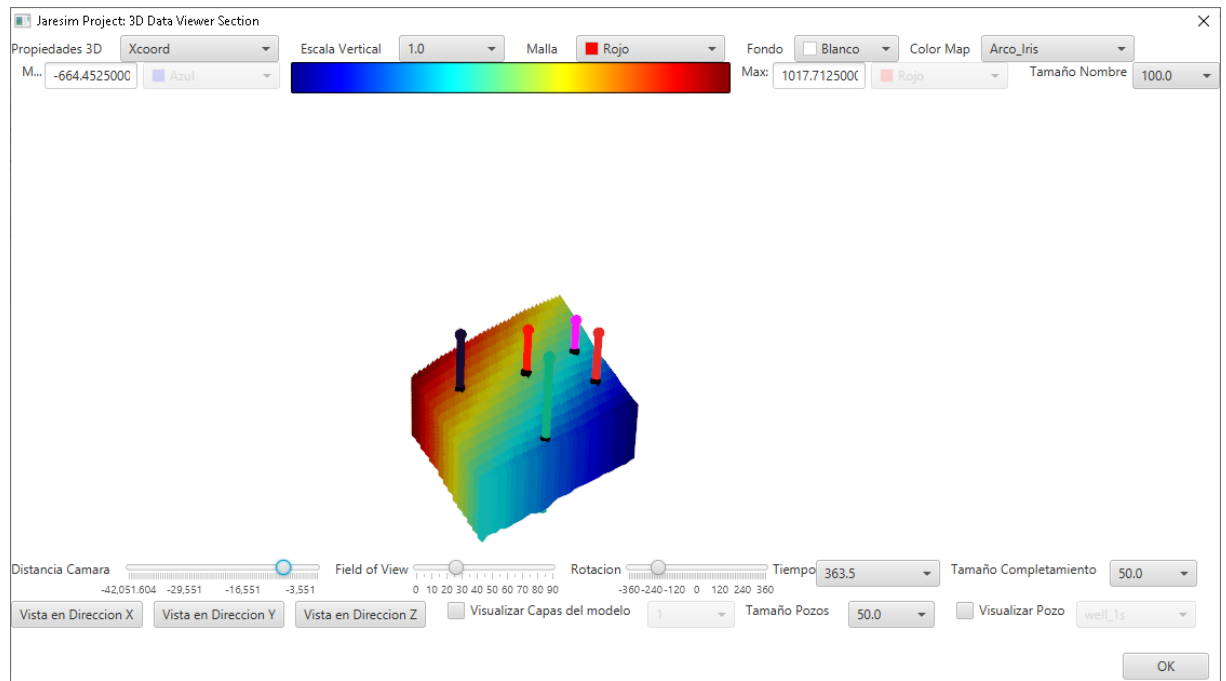 Jaresim Project: 3D Data Viewer Section
Propiedades 3D Xcoord Escala Vertical 1.0 Malla Rojo Fondo Blanco Color Map Arco_Iris
M... -664.4525000 Azul Max: 1017.7125000 Rojo Tamaño Nombre 100.0
Distancia Camara Field of View Rotacion Tiempo 363.5 Tamaño Completamiento 50.0
-42,051.604 -29,551 -16,551 -3,551 0 10 20 30 40 50 60 70 80 90 -360 -240 -120 0 120 240 360
Vista en Direccion X Vista en Direccion Y Vista en Direccion Z Visualizar Capas del modelo 1 Tamaño Pozos 50.0 Visualizar Pozo well_1s
OK